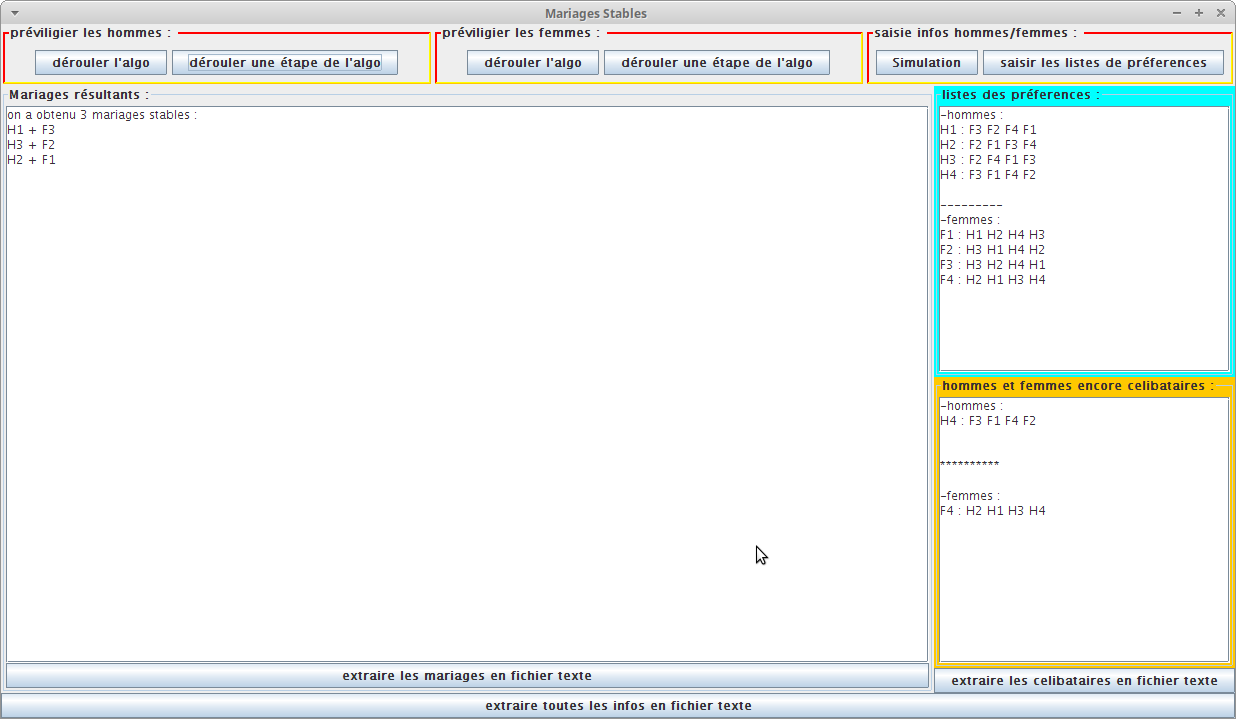 Mariages Stables
préviligier les hommes :
dérouler l'algo
dérouler une étape de l'algo
préviligier les femmes :
dérouler l'algo
dérouler une étape de l'algo
saisie infos hommes/femmes :
Simulation
saisir les listes de préferences
Mariages résultants :
on a obtenu 3 mariages stables :
H1 + F3
H3 + F2
H2 + F1
extraire les mariages en fichier texte
listes des préferences :
-hommes :
H1 : F3 F2 F4 F1
H2 : F2 F1 F3 F4
H3 : F2 F4 F1 F3
H4 : F3 F1 F4 F2
---------
-femmes :
F1 : H1 H2 H4 H3
F2 : H3 H1 H4 H2
F3 : H3 H2 H4 H1
F4 : H2 H1 H3 H4
hommes et femmes encore celibataires :
-hommes :
H4 : F3 F1 F4 F2
**********
-femmes :
F4 : H2 H1 H3 H4
extraire les celibataires en fichier texte
extraire toutes les infos en fichier texte